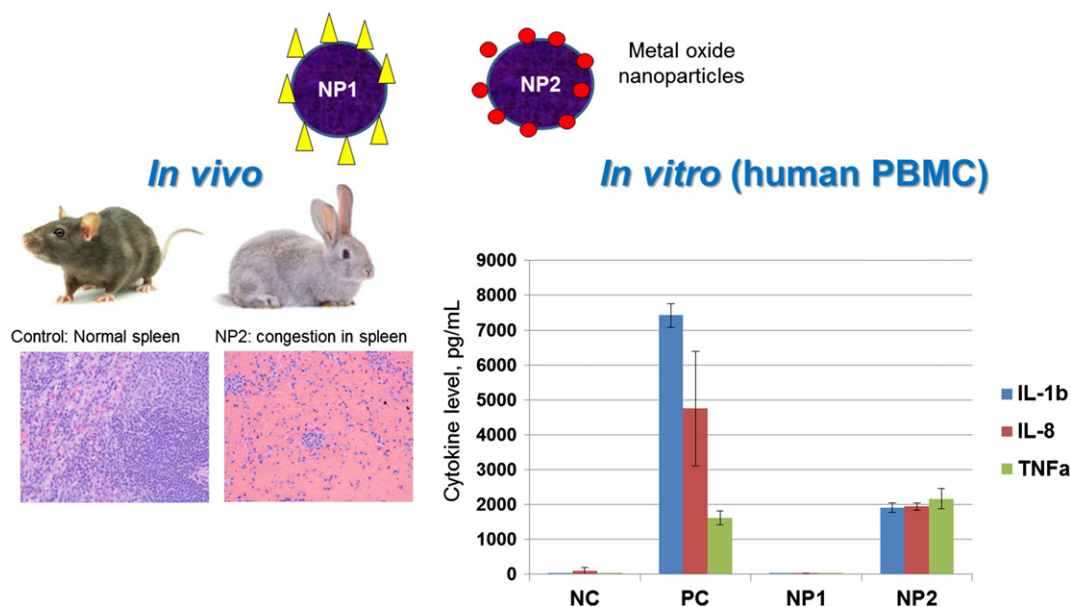 NP1
NP2
Metal oxide
nanoparticles
In vivo
In vitro (human PBMC)
Control: Normal spleen
NP2: congestion in spleen
Cytokine level, pg/mL
9000
8000
7000
6000
5000
4000
3000
2000
1000
0
NC
PC
NP1
NP2
IL-1b
IL-8
TNFa